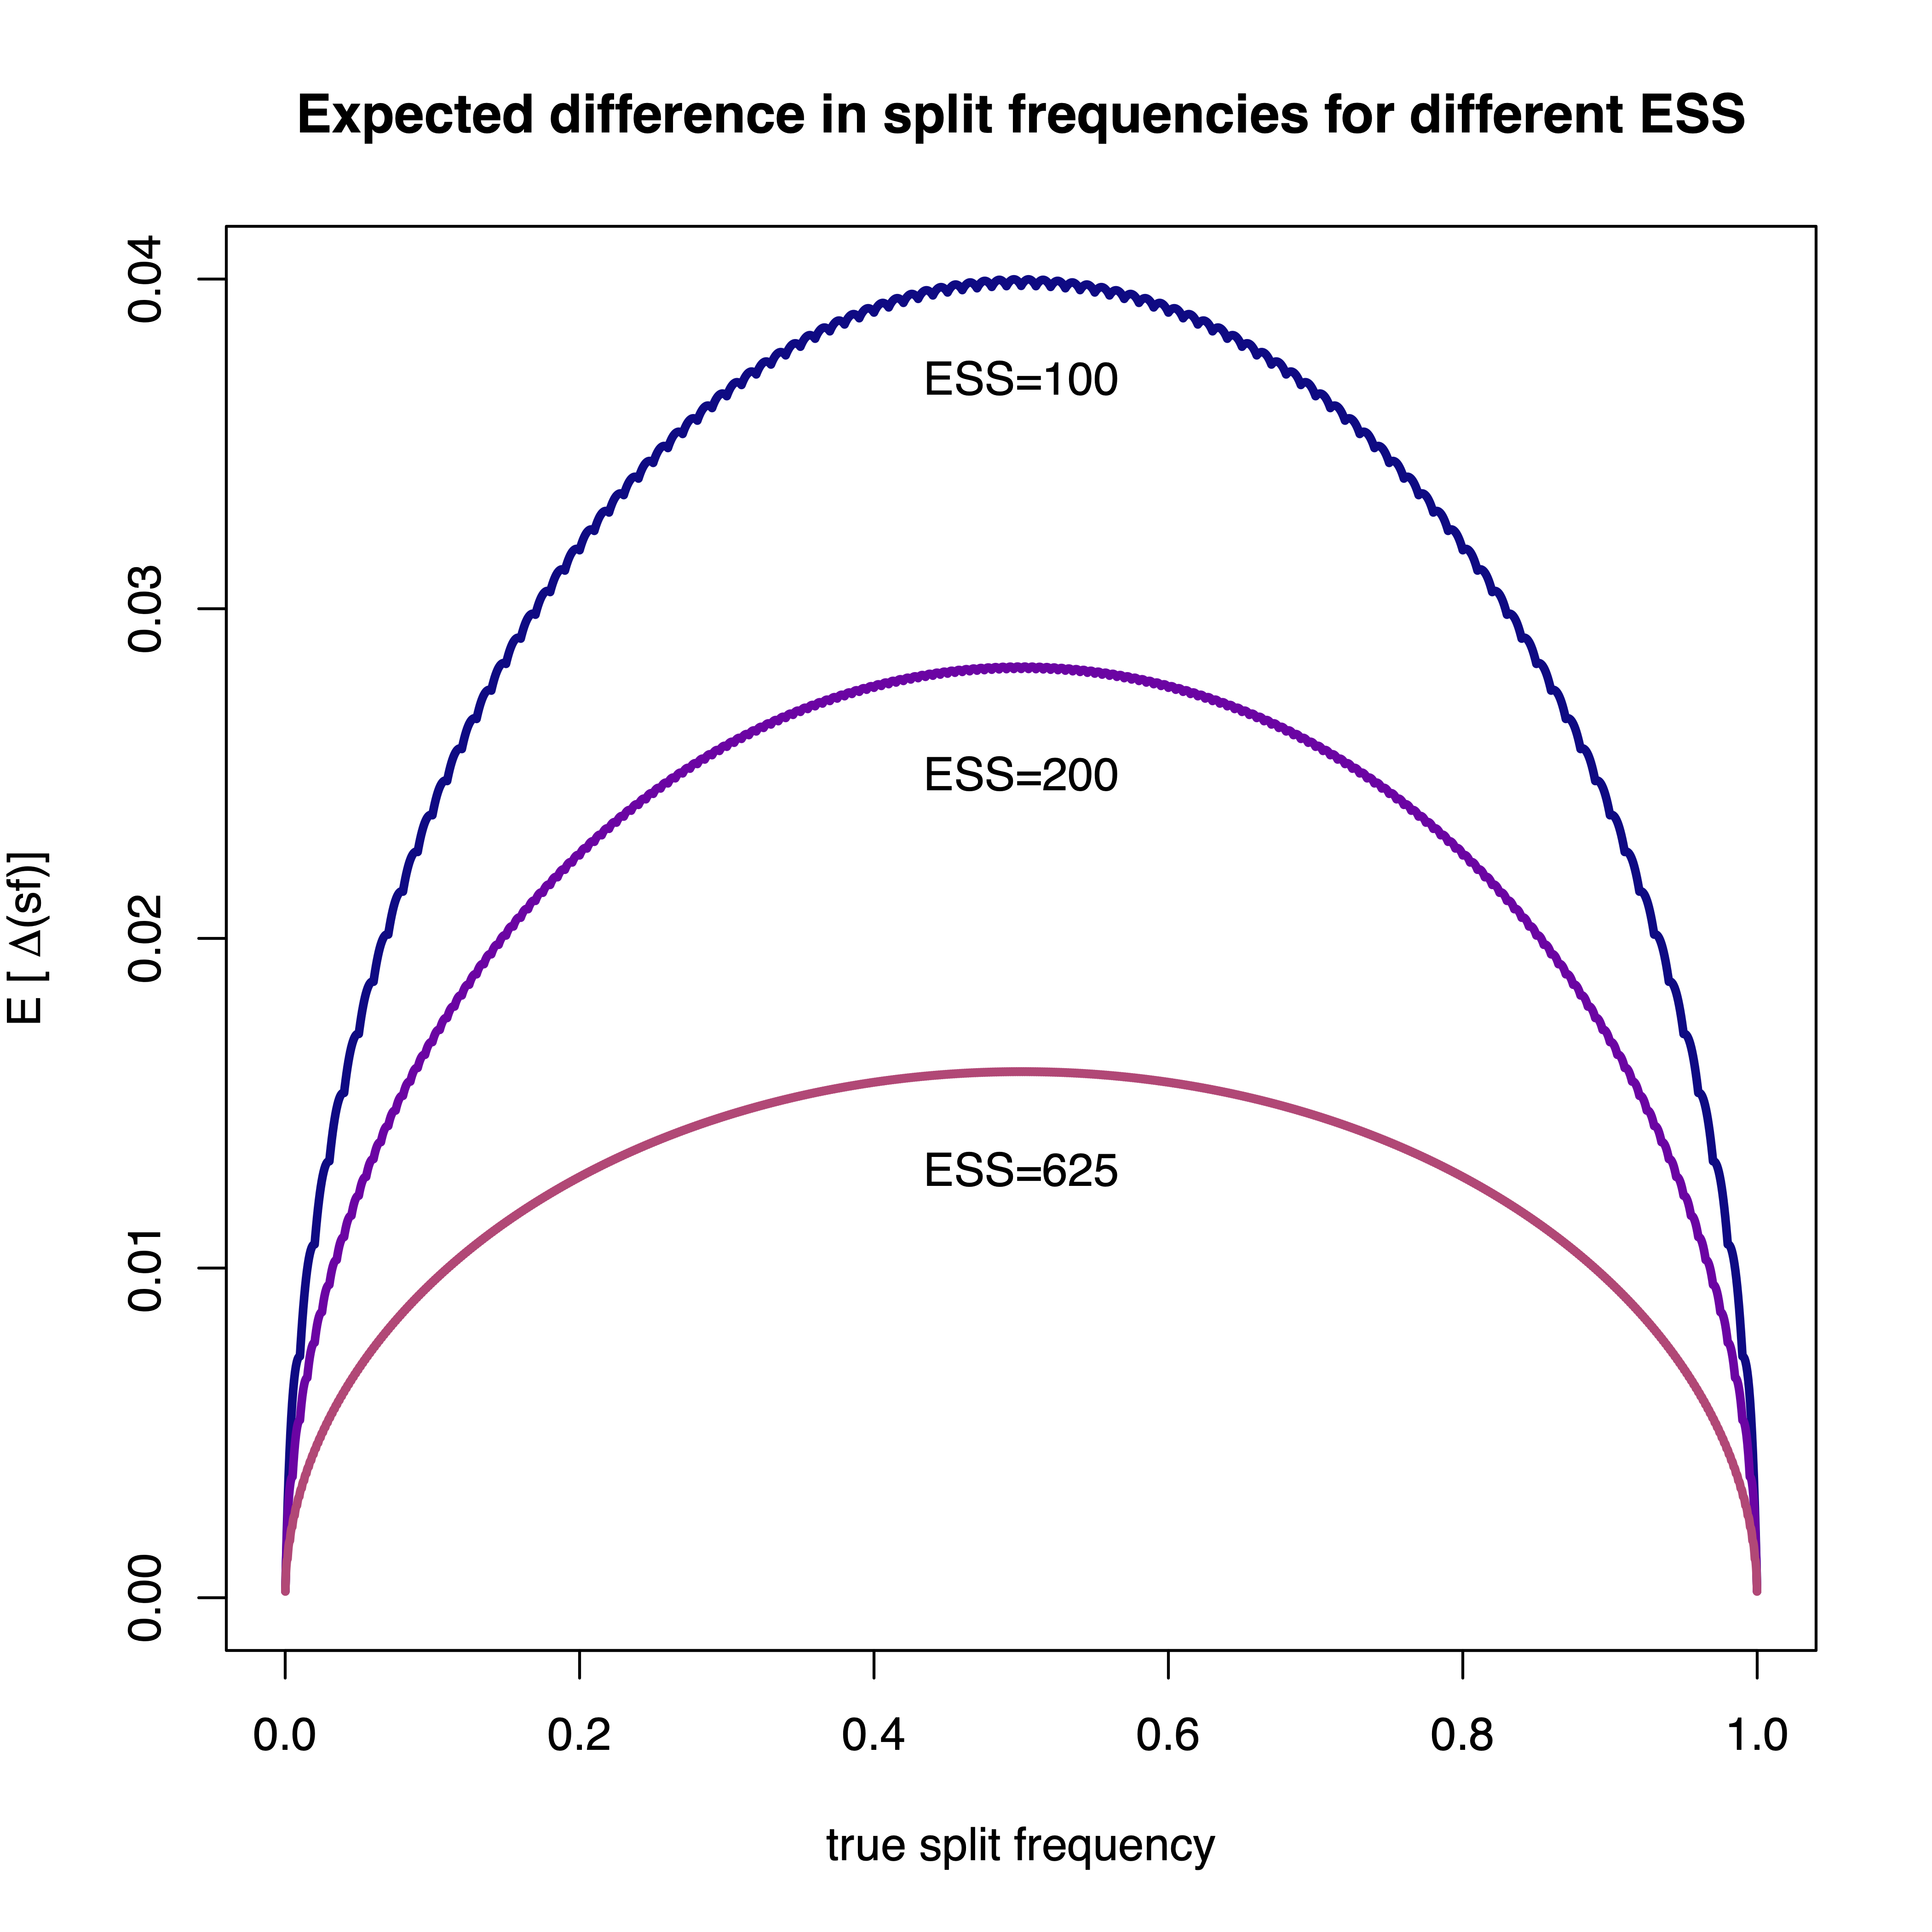 Expected difference in split frequencies for different ESS
E [ Δ(sf)]
0.04
0.03
0.02
0.01
0.00
ESS=100
ESS=200
ESS=625
0.0 0.2 0.4 0.6 0.8 1.0
true split frequency